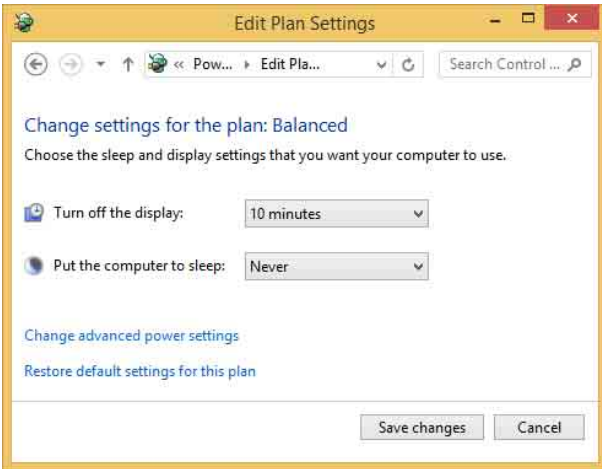 Edit Plan Settings
« Pow... Edit Pla... Search Control ...
Change settings for the plan: Balanced
Choose the sleep and display settings that you want your computer to use.
Turn off the display: 10 minutes
Put the computer to sleep: Never
Change advanced power settings
Restore default settings for this plan
Save changes Cancel